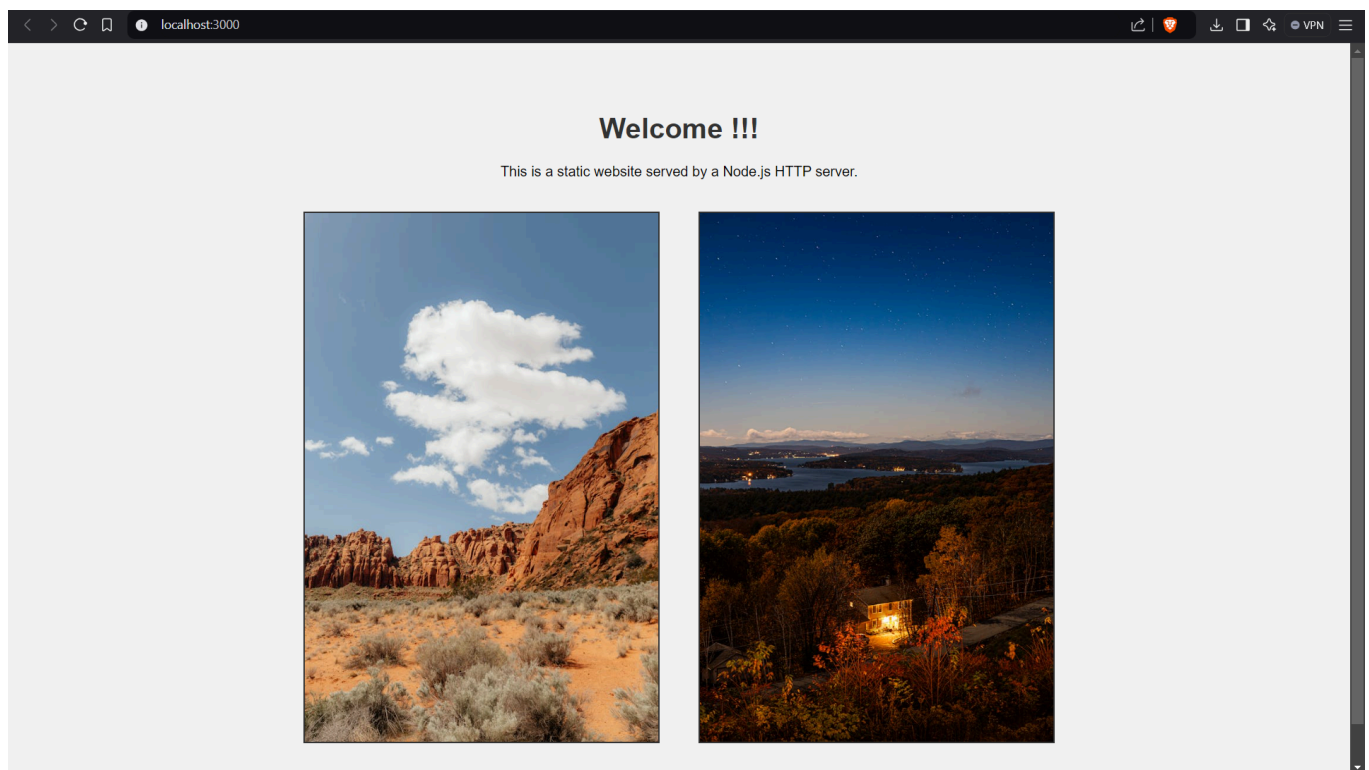 localhost:3000
VPN
Welcome !!!
This is a static website served by a Node.js HTTP server.